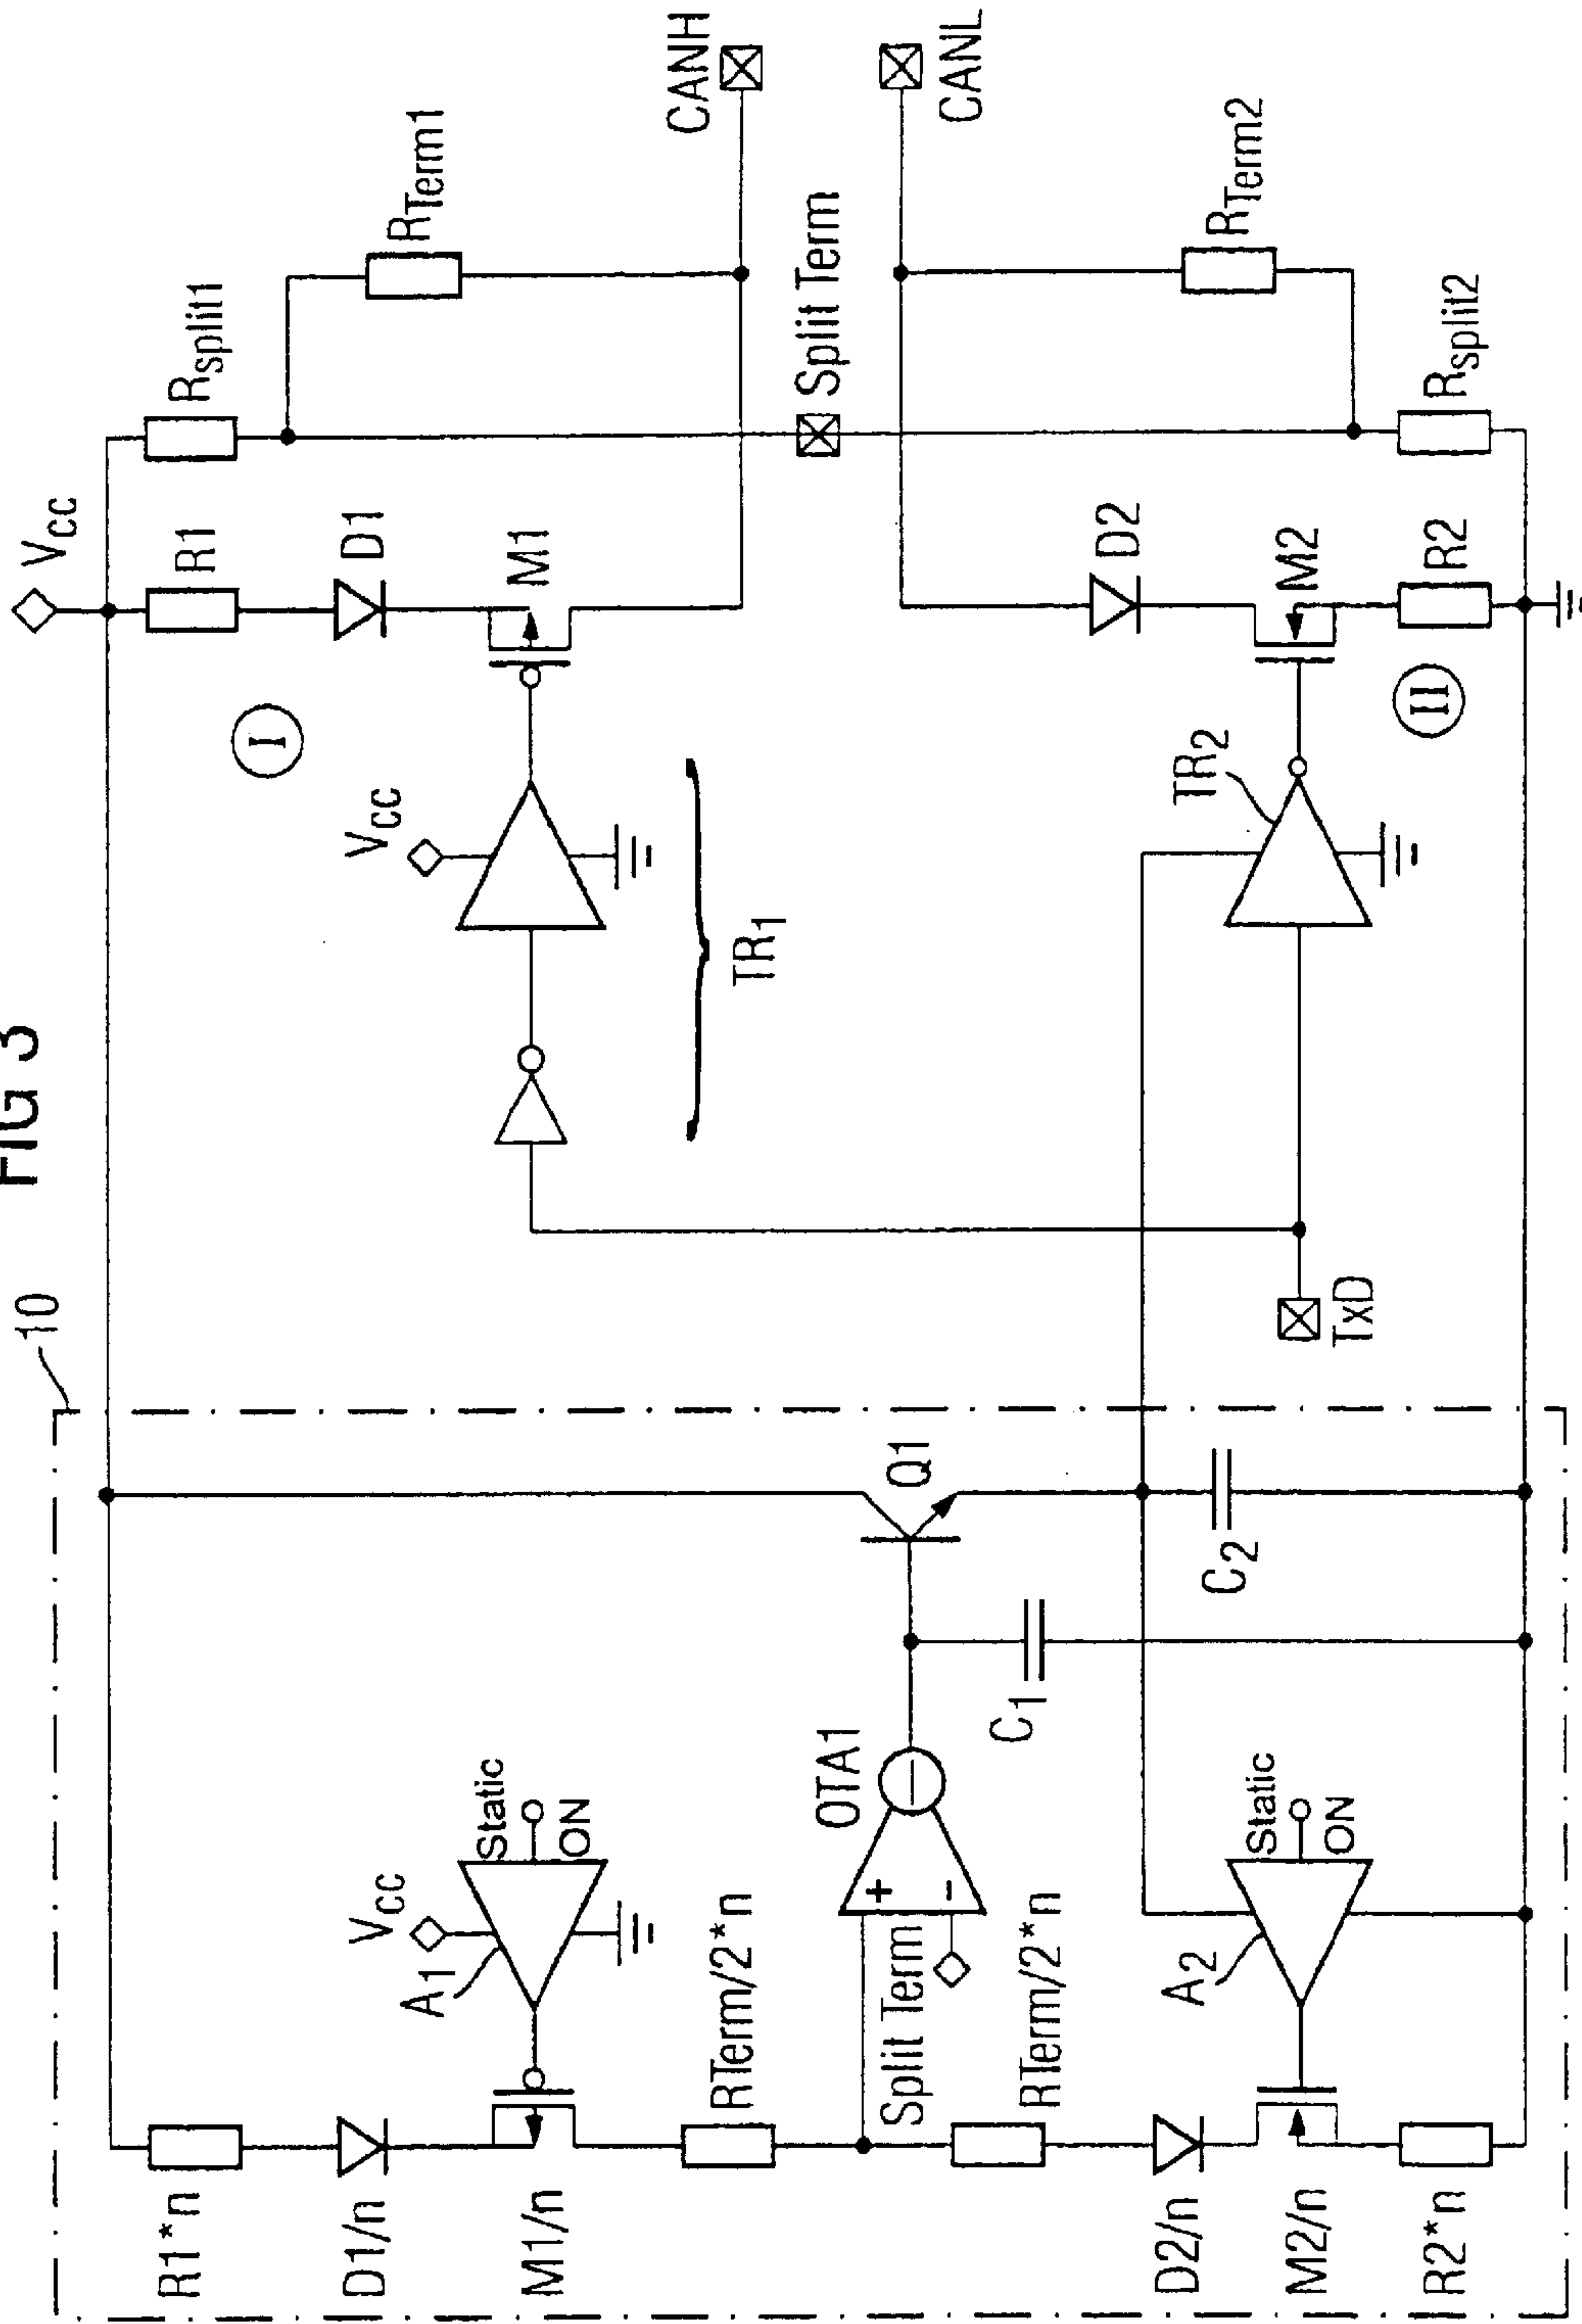 FIG 3
10
VCC
Rsplit1
R1
D1
M1
RTerm1
CANH
Split Term
CANL
RTerm2
Rsplit2
D2
M2
R2
I
II
VCC
TR1
TR2
TxD
Q1
C2
C1
OTA1
+
-
Split Term
Static
ON
VCC
A1
Static
ON
A2
R1*n
D1/n
M1/n
RTerm/2*n
RTerm/2*n
D2/n
M2/n
R2*n